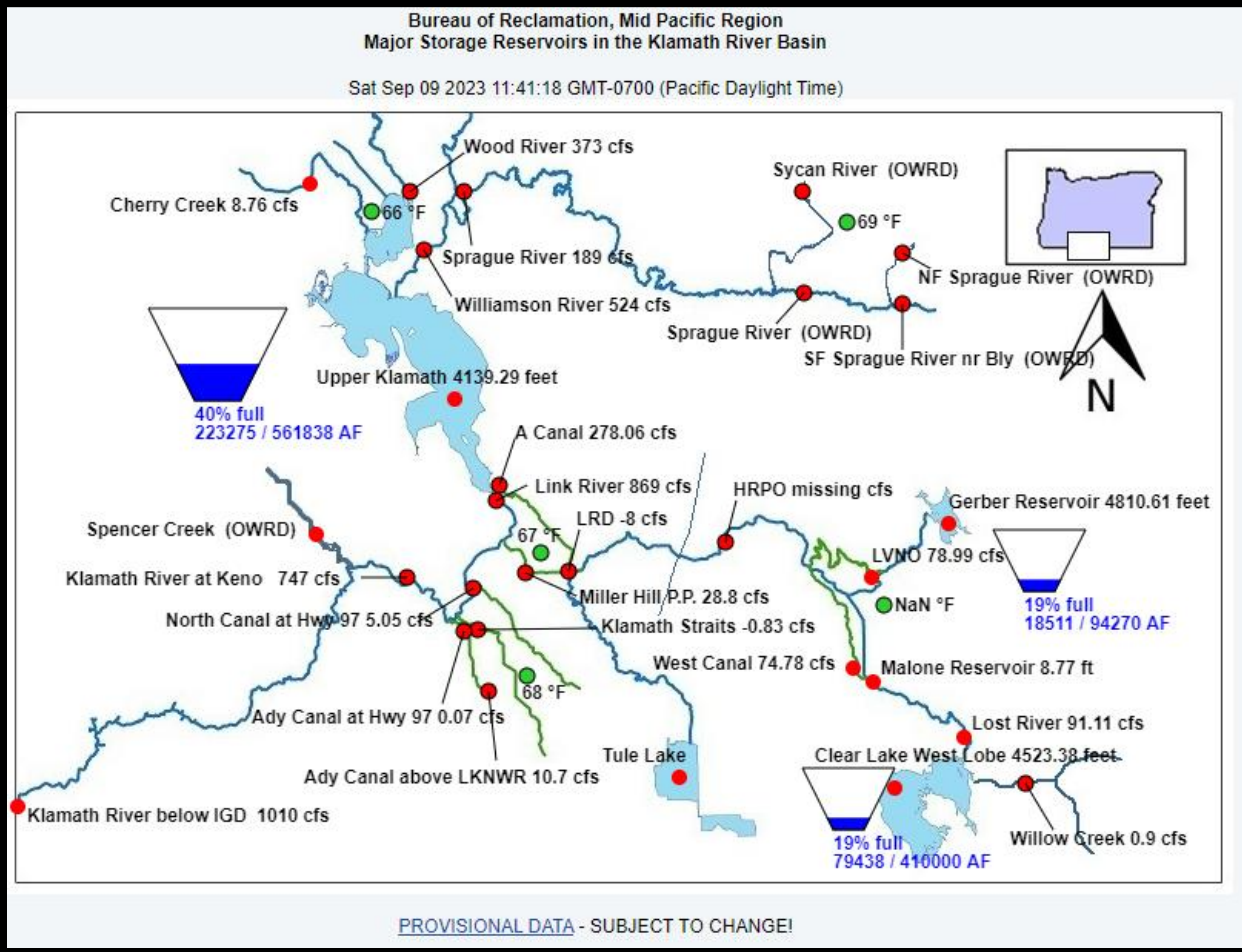 Bureau of Reclamation, Mid Pacific Region
Major Storage Reservoirs in the Klamath River Basin
Sat Sep 09 2023 11:41:18 GMT-0700 (Pacific Daylight Time)
Wood River 373 cfs
Sycan River (OWRD)
Cherry Creek 8.76 cfs
66 °F
69 °F
Sprague River 189 cfs
NF Sprague River (OWRD)
Williamson River 524 cfs
Sprague River (OWRD)
SF Sprague River nr Bly (OWRD)
Upper Klamath 4139.29 feet
N
40% full
223275 / 561838 AF
A Canal 278.06 cfs
Link River 869 cfs
HRPO missing cfs
Gerber Reservoir 4810.61 feet
LRD -8 cfs
Spencer Creek (OWRD)
67 °F
LVNO 78.99 cfs
Klamath River at Keno 747 cfs
Miller Hill P.P. 28.8 cfs
NaN °F
19% full
18511 / 94270 AF
North Canal at Hwy 97 5.05 cfs
Klamath Straits -0.83 cfs
West Canal 74.78 cfs
Malone Reservoir 8.77 ft
68 °F
Ady Canal at Hwy 97 0.07 cfs
Lost River 91.11 cfs
Tule Lake
Clear Lake West Lobe 4523.38 feet
Ady Canal above LKNWR 10.7 cfs
Klamath River below IGD 1010 cfs
Willow Creek 0.9 cfs
19% full
79438 / 410000 AF
PROVISIONAL DATA - SUBJECT TO CHANGE!